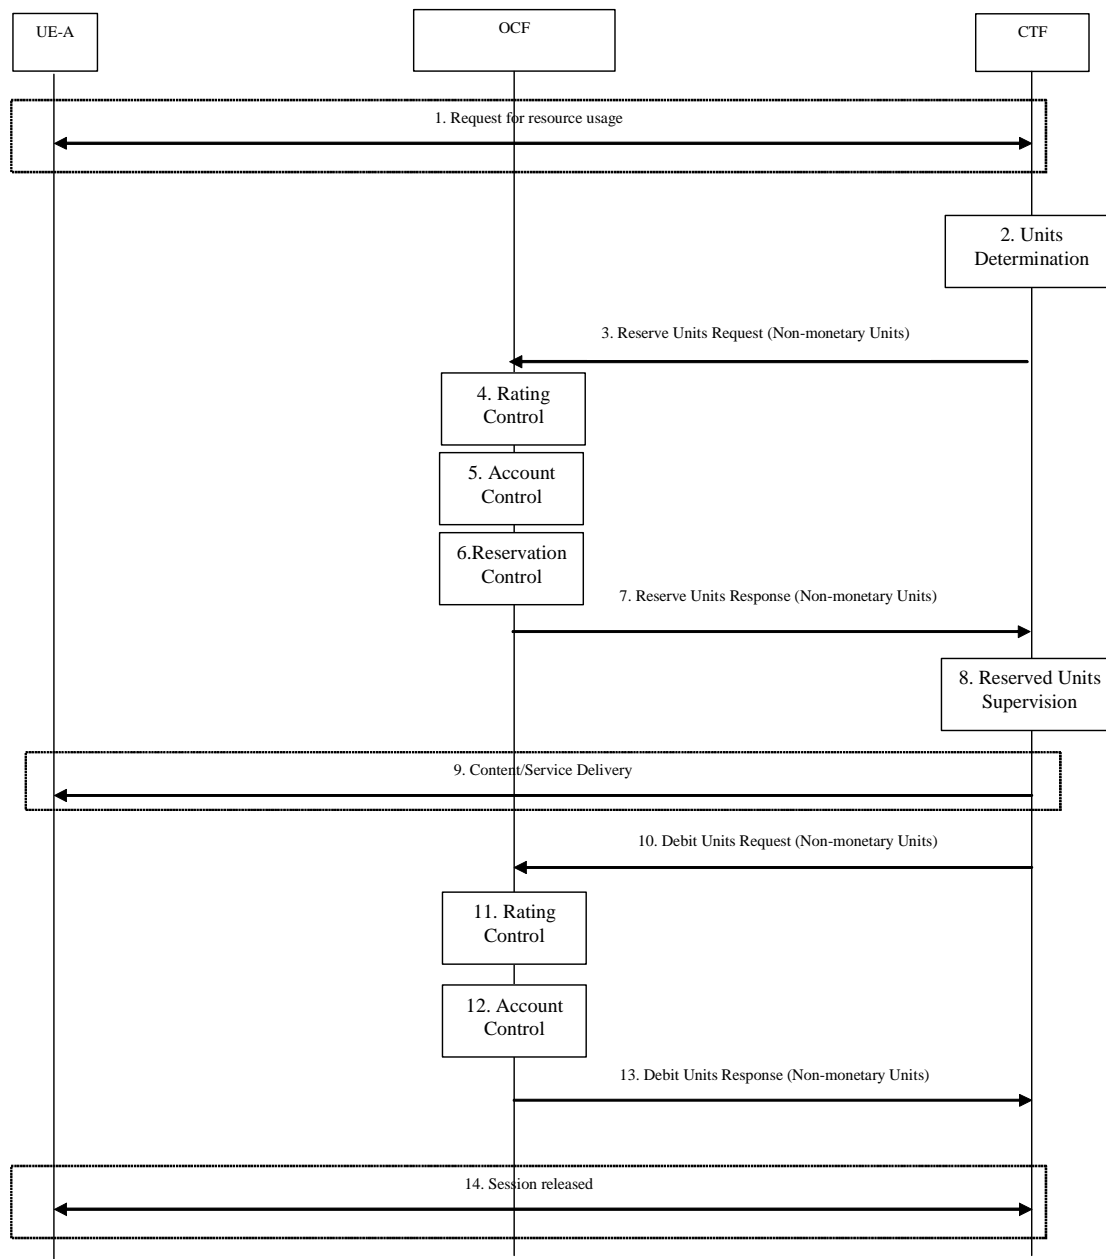 UE-A
OCF
CTF
1. Request for resource usage
2. Units
Determination
3. Reserve Units Request (Non-monetary Units)
4. Rating
Control
5. Account
Control
6.Reservation
Control
7. Reserve Units Response (Non-monetary Units)
8. Reserved Units
Supervision
9. Content/Service Delivery
10. Debit Units Request (Non-monetary Units)
11. Rating
Control
12. Account
Control
13. Debit Units Response (Non-monetary Units)
14. Session released